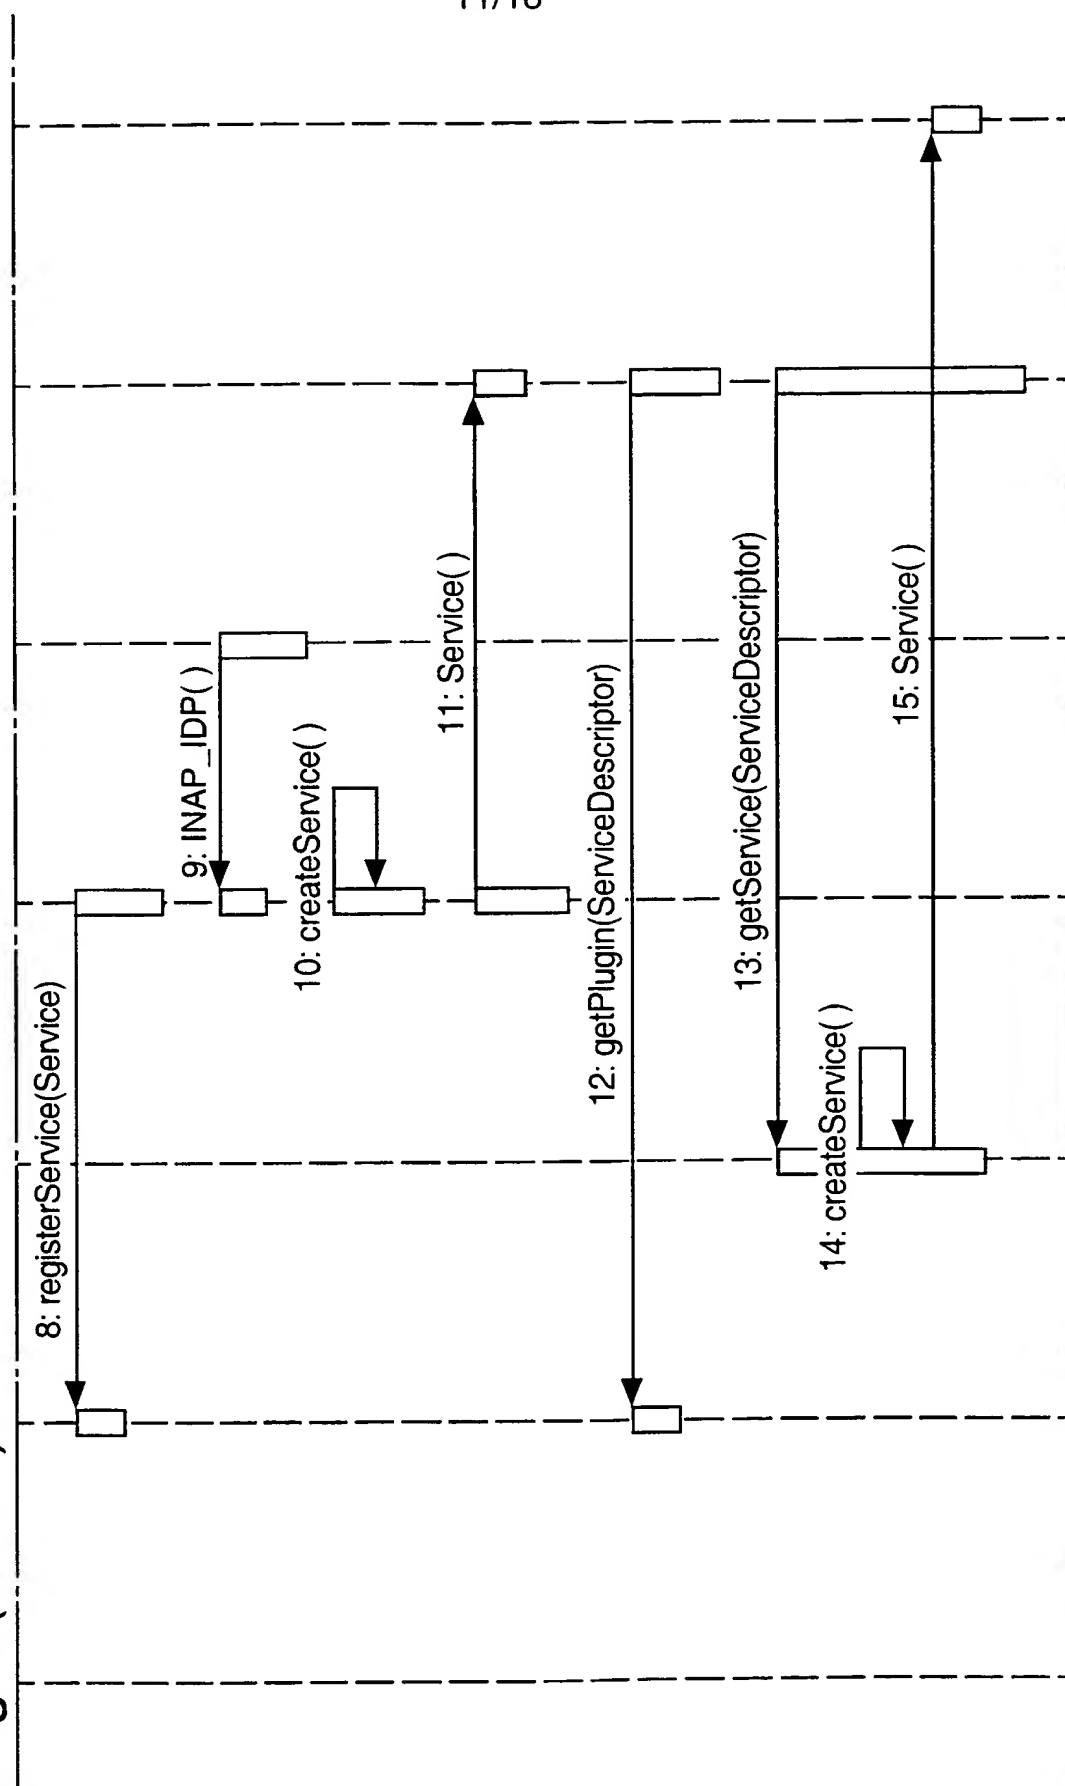 8: registerService(Service)
9: INAP_IDP( )
10: createService( )
11: Service( )
12: getPlugin(ServiceDescriptor)
13: getService(ServiceDescriptor)
14: createService( )
15: Service( )